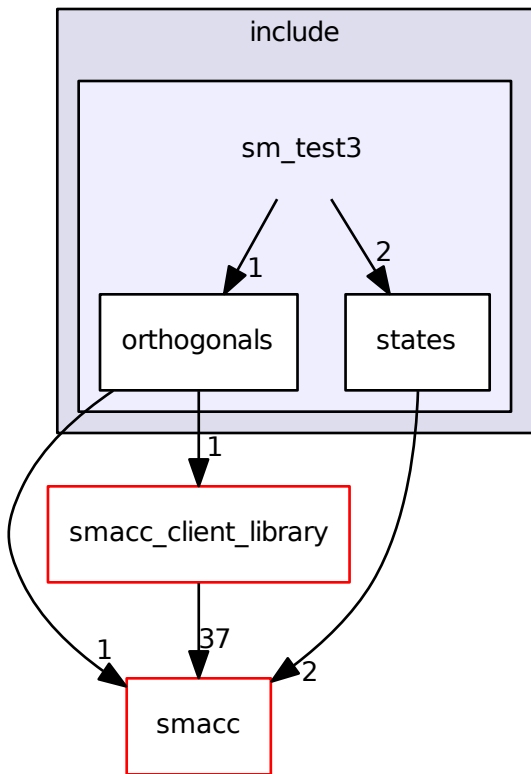 include
sm_test3
1
2
orthogonals
states
1
smacc_client_library
37
1
2
smacc